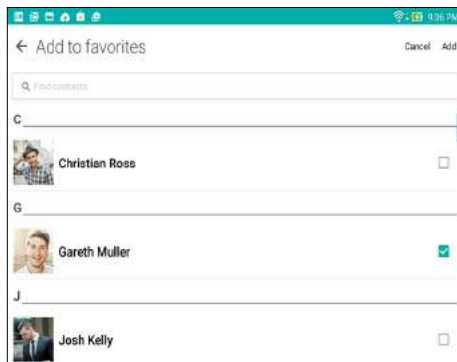 9:36 PM
Add to favorites
Cancel Add
Find contacts
C
Christian Ross
G
Gareth Muller
J
Josh Kelly